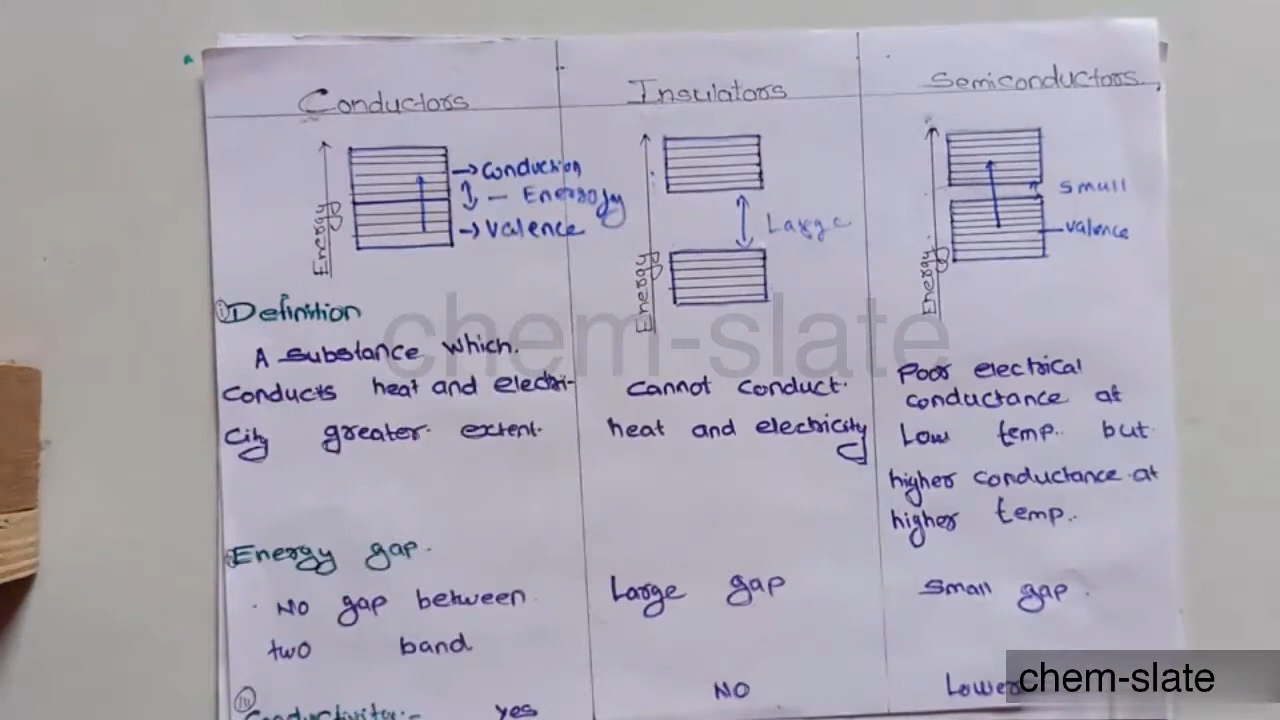 Conductors
Insulators
Semiconductors
Energy
→ Conduction
– Energy
→ Valence
Energy
Large
Energy
small
valence
(i) Definition
A substance which.
Conducts heat and electri-
city greater extent.
cannot conduct.
heat and electricity
Poor electrical
conductance at
Low temp. but
higher conductance at
higher temp..
chem-slate
Energy gap.
No gap between
two band
Large gap
small gap.
(iii)
Conductivity:- yes
NO
Lower
chem-slate